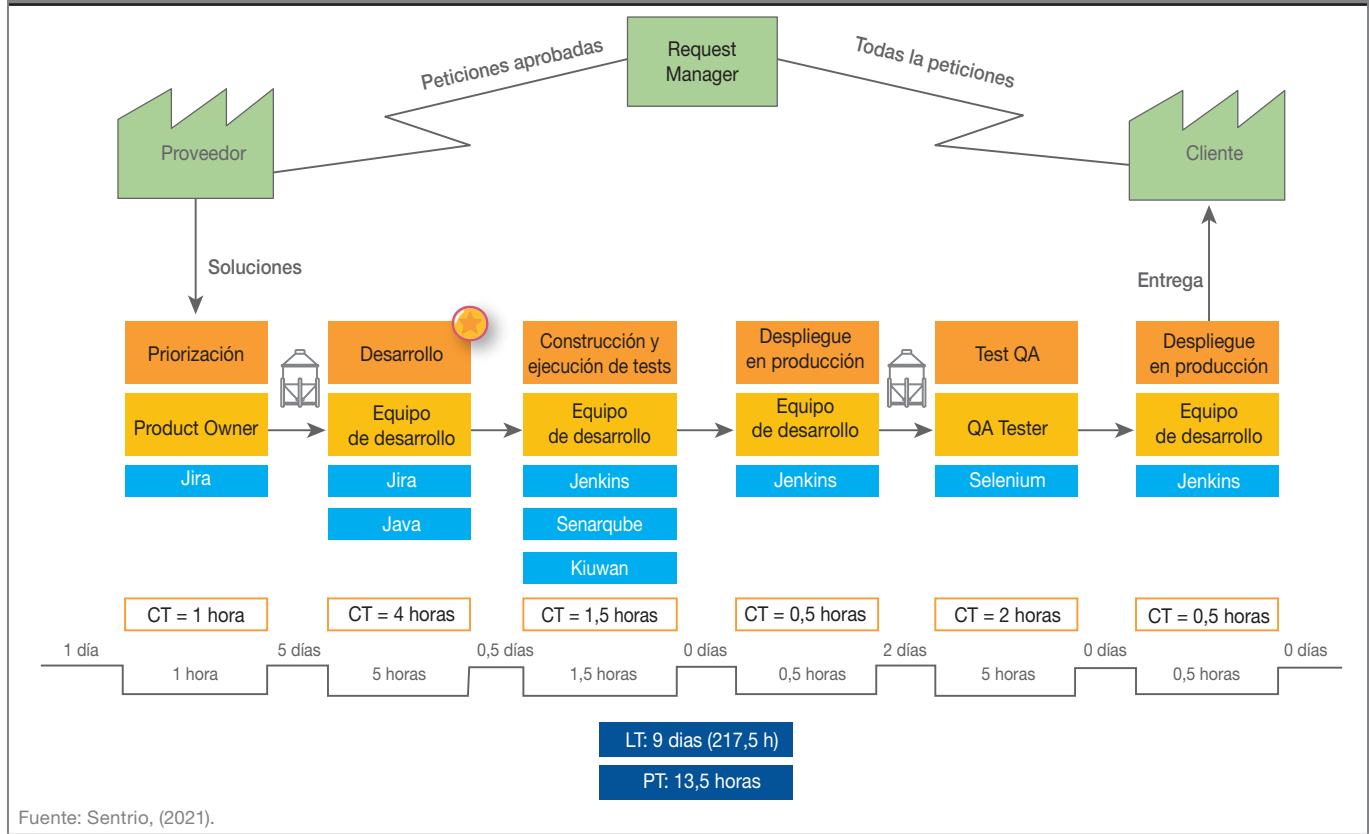 Request
Manager
Peticiones aprobadas
Todas la peticiones
Proveedor
Cliente
Soluciones
Entrega
Priorización
Desarrollo
Construcción y
ejecución de tests
Despliegue
en producción
Test QA
Despliegue
en producción
Product Owner
Equipo
de desarrollo
Equipo
de desarrollo
Equipo
de desarrollo
QA Tester
Equipo
de desarrollo
Jira
Jira
Jenkins
Jenkins
Selenium
Jenkins
Java
Senarqube
Kiuwan
CT = 1 hora
CT = 4 horas
CT = 1,5 horas
CT = 0,5 horas
CT = 2 horas
CT = 0,5 horas
1 día
5 días
0,5 días
0 días
2 días
0 días
0 días
1 hora
5 horas
1,5 horas
0,5 horas
5 horas
0,5 horas
LT: 9 dias (217,5 h)
PT: 13,5 horas
Fuente: Sentrio, (2021).